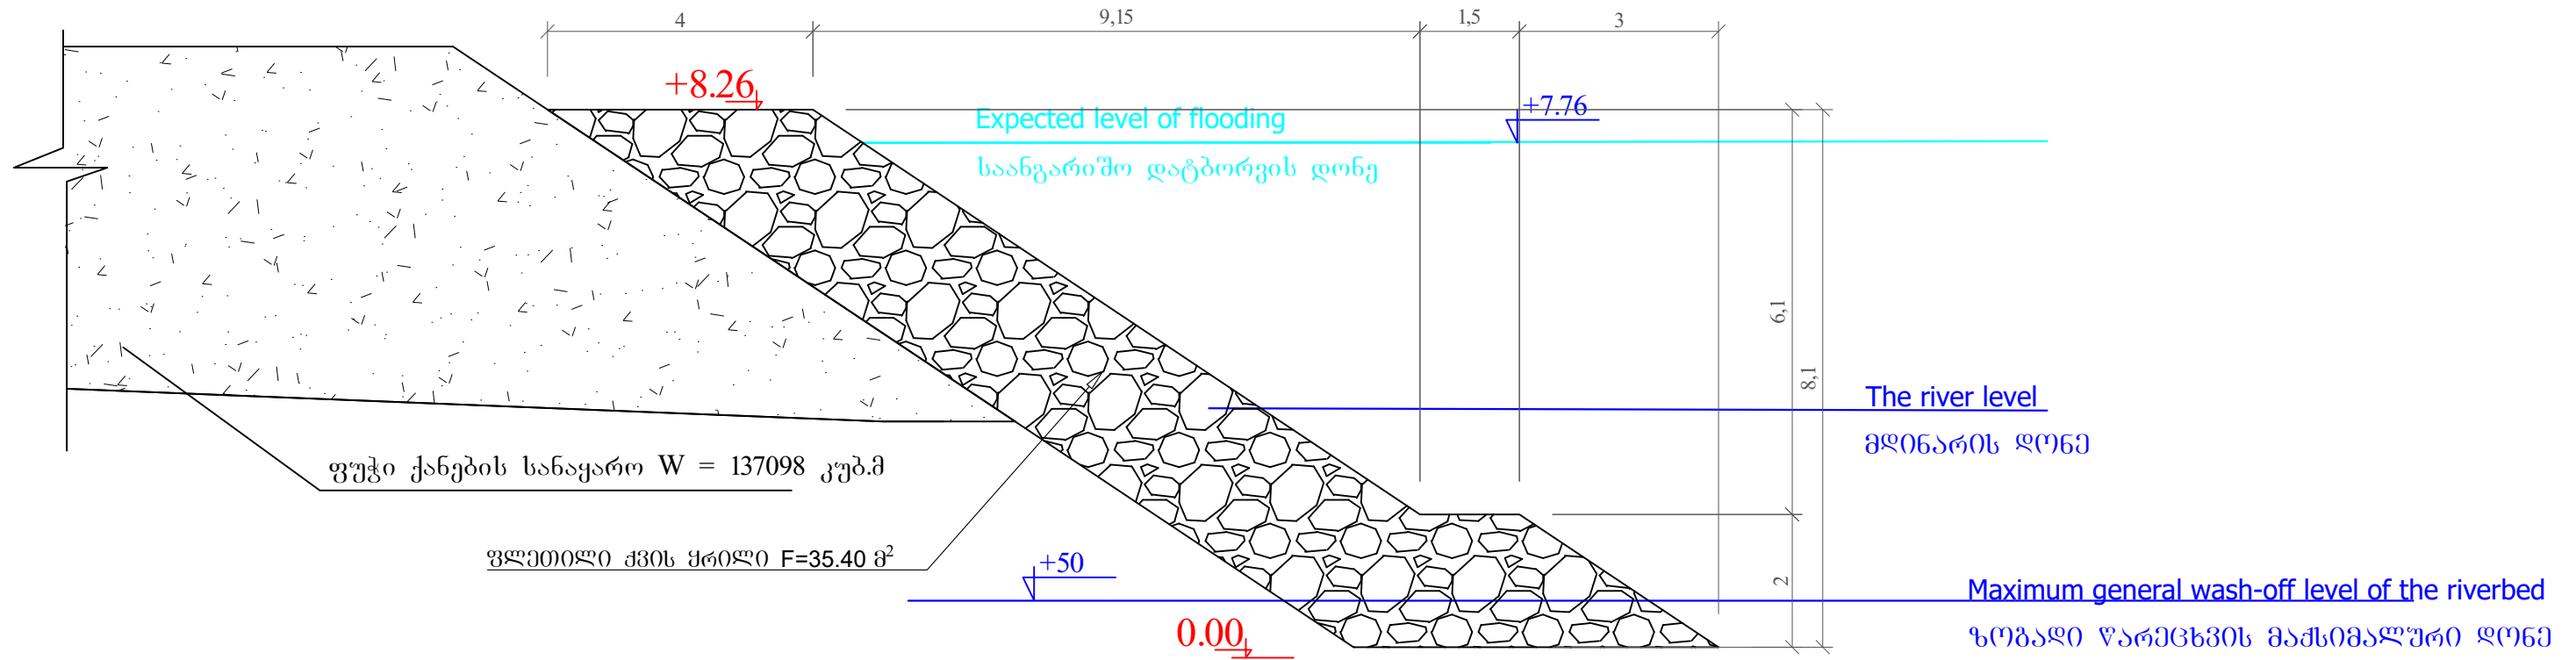 4
9,15
1,5
3
+8.26
+7.76
Expected level of flooding
საანგარიშო დატბორვის დონე
6,1
8,1
The river level
მდინარის დონე
ფუჭი ქანების სანაყარო W = 137098 კუბ.მ
ფლეთილი ქვის ყრილი F=35.40 მ²
+50
2
Maximum general wash-off level of the riverbed
0.00
ზოგადი წარეცხვის მაქსიმალური დონე